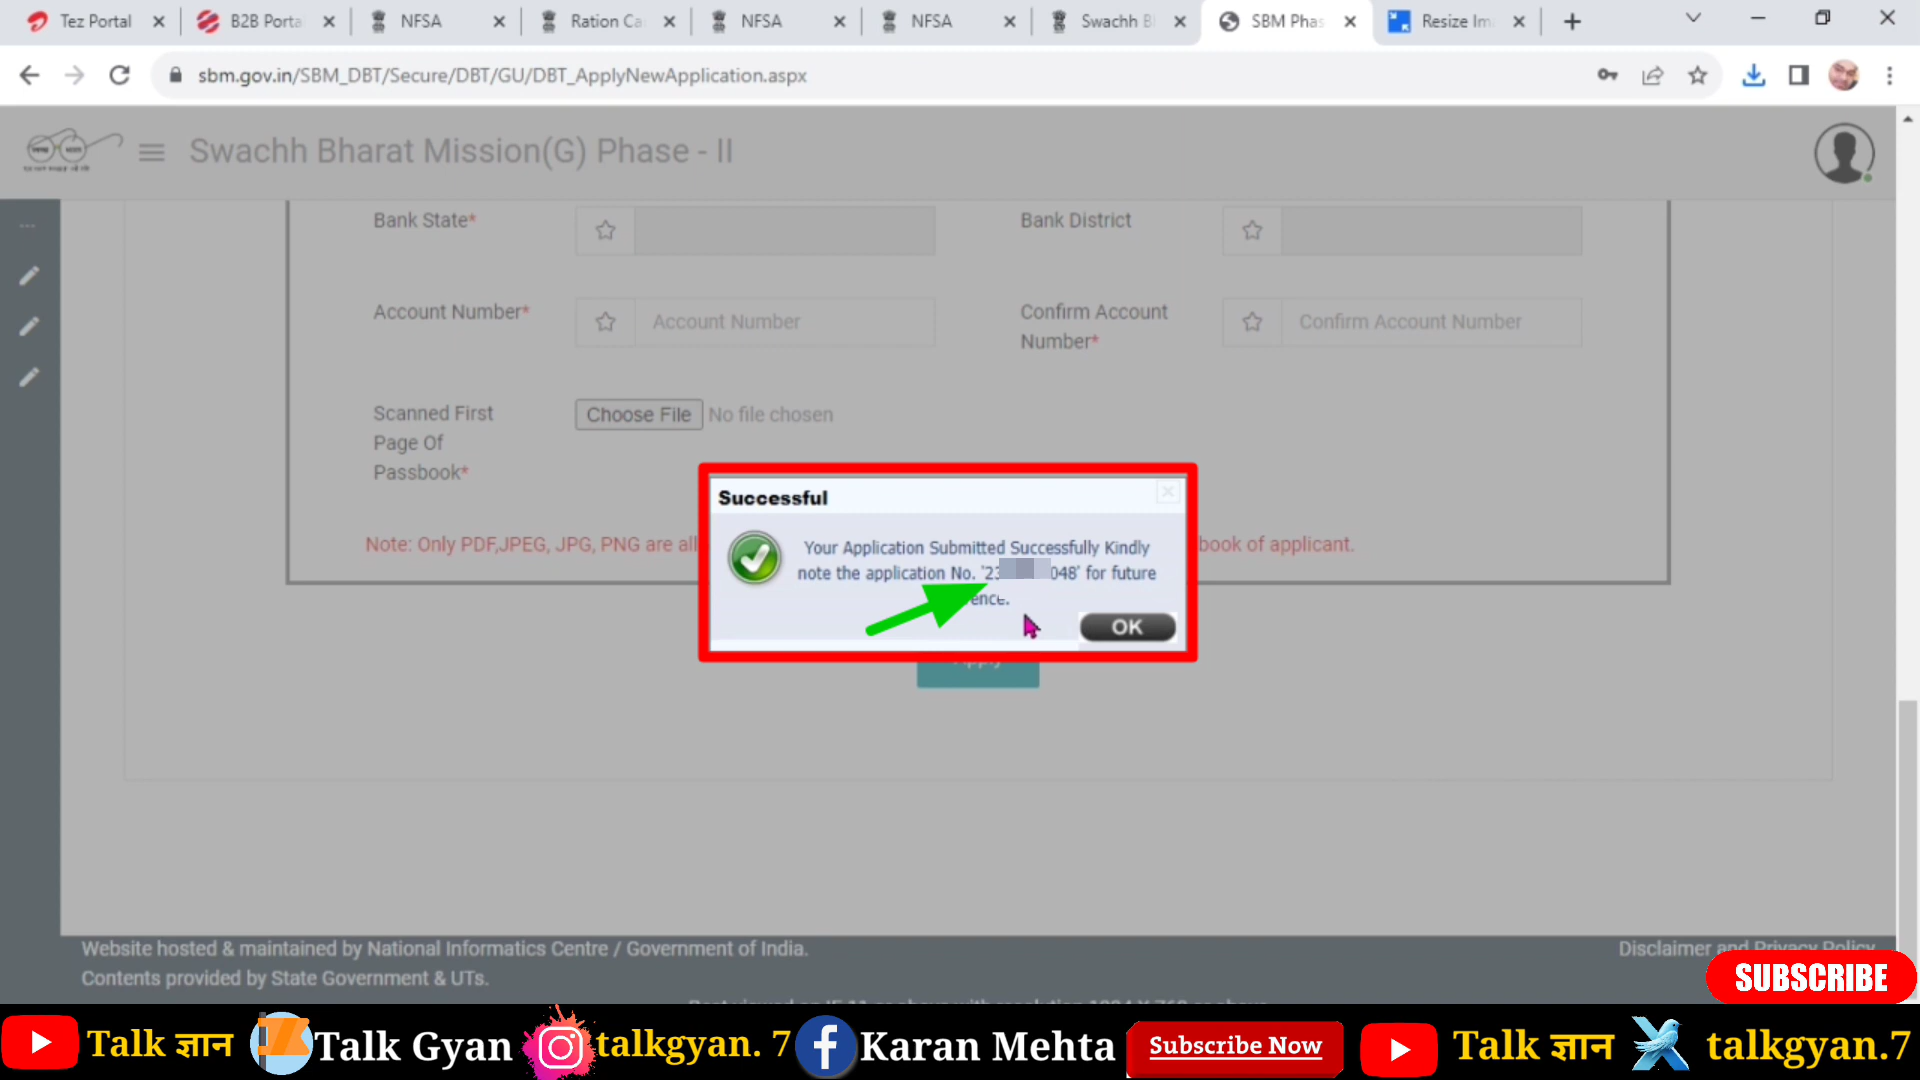 Tez Portal
B2B Porta
NFSA
Ration Ca
NFSA
NFSA
Swachh B
SBM Phas
Resize Im
sbm.gov.in/SBM_DBT/Secure/DBT/GU/DBT_ApplyNewApplication.aspx
Swachh Bharat Mission(G) Phase - II
Bank State*
Bank District
Account Number*
Account Number
Confirm Account
Number*
Confirm Account Number
Scanned First
Page Of
Passbook*
Choose File No file chosen
Note: Only PDF,JPEG, JPG, PNG are all
book of applicant.
Successful
Your Application Submitted Successfully Kindly
note the application No. '23 048' for future
ence.
OK
Apply
Website hosted & maintained by National Informatics Centre / Government of India.
Contents provided by State Government & UTs.
Disclaimer and Privacy Policy
SUBSCRIBE
Talk ज्ञान
Talk Gyan
talkgyan. 7
Karan Mehta
Subscribe Now
Talk ज्ञान
talkgyan.7